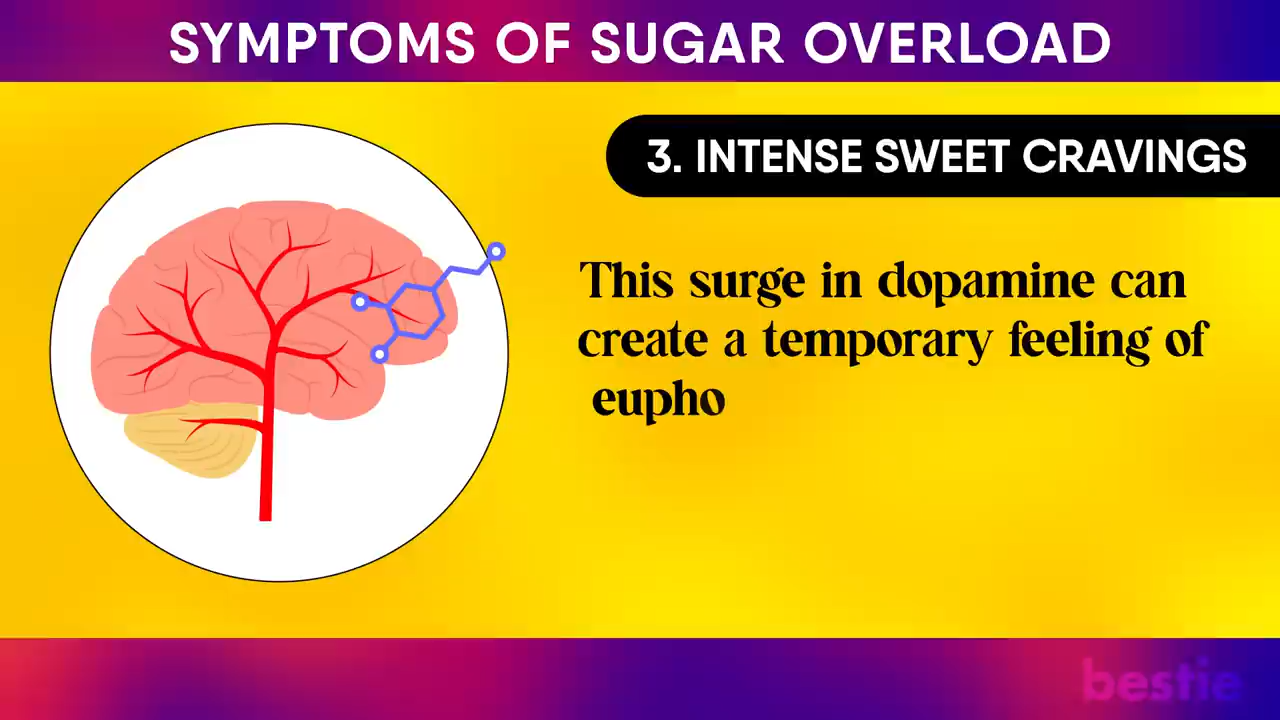 SYMPTOMS OF SUGAR OVERLOAD
3. INTENSE SWEET CRAVINGS
This surge in dopamine can
create a temporary feeling of
eupho
bestie